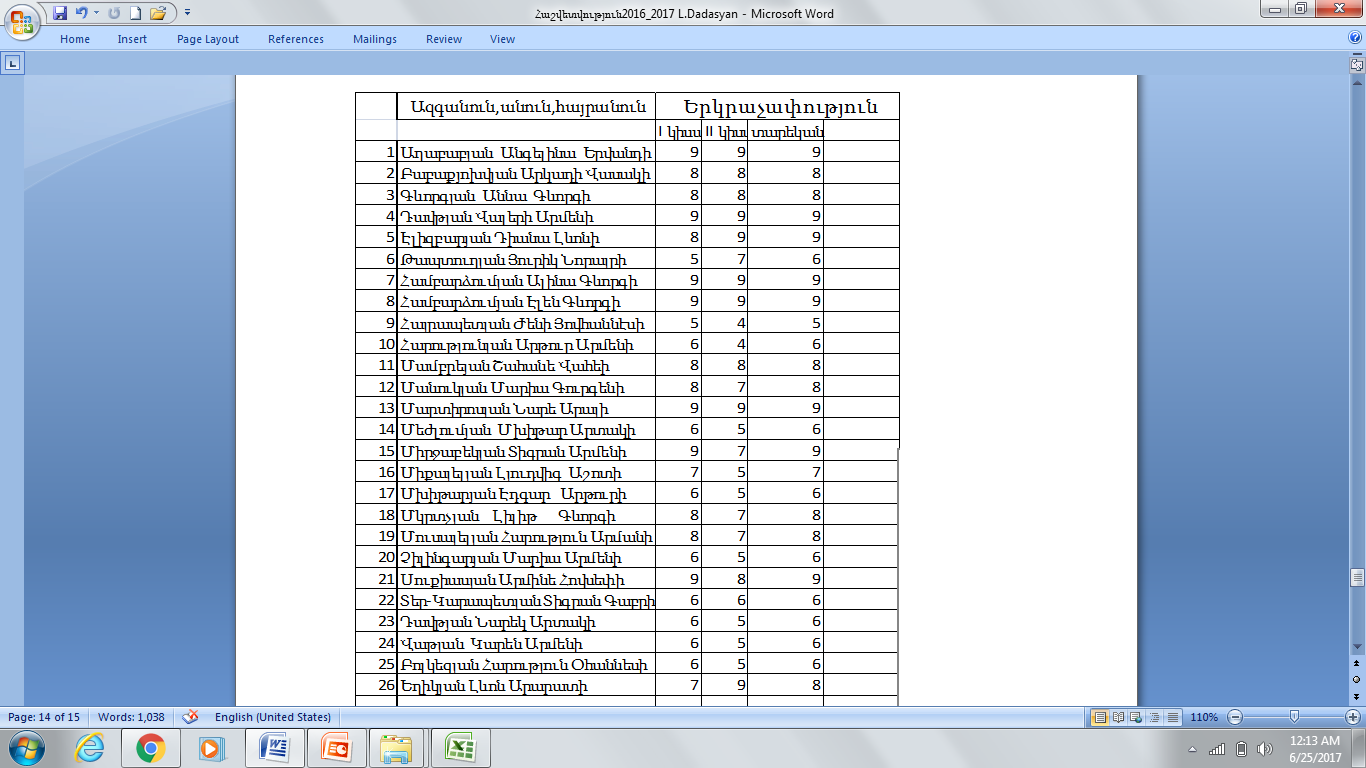 Հաշվետվություն2016_2017 L.Dadasyan - Microsoft Word
Home Insert Page Layout References Mailings Review View
Ազգանուն,անուն,հայրանուն Երկրաչափություն
I կիսա II կիս տարեկան
1 Աղաբաբյան Անգելինա Երվանդի 9 9 9
2 Բաբաքյոխվյան Արկադի Վասակի 8 8 8
3 Գևորգյան Աննա Գևորգի 8 8 8
4 Դավթյան Վալերի Արմենի 9 9 9
5 Էլիզբարյան Դիանա Լևոնի 8 9 9
6 Թապտուղյան Յուրիկ Նորայրի 5 7 6
7 Համբարձումյան Ալինա Գևորգի 9 9 9
8 Համբարձումյան Էլեն Գևորգի 9 9 9
9 Հայրապետյան Ժենի Յովհաննէսի 5 4 5
10 Հարությունյան Արթուր Արմենի 6 4 6
11 Մամբրեյան Շահանե Վահեի 8 8 8
12 Մանուկյան Մարիա Գուրգենի 8 7 8
13 Մարտիրոսյան Նարե Արայի 9 9 9
14 Մեժլումյան Մխիթար Արտակի 6 5 6
15 Միրջաբեկյան Տիգրան Արմենի 9 7 9
16 Միքայելյան Լյուդվիգ Աշոտի 7 5 7
17 Մխիթարյան Էդգար Արթուրի 6 5 6
18 Մկրտչյան Լիլիթ Գևորգի 8 7 8
19 Մուսայելյան Հարություն Արմանի 8 7 8
20 Չիլինգարյան Մարիա Արմենի 6 5 6
21 Սուքիասյան Արմինե Հովսեփի 9 8 9
22 Տեր-Կարապետյան Տիգրան Գաբրի 6 6 6
23 Դավթյան Նարեկ Արտակի 6 5 6
24 Վաթյան Կարեն Արմենի 6 5 6
25 Բոլկեզյան Հարություն Օհաննեսի 6 5 6
26 Եղիկյան Լևոն Արարատի 7 9 8
Page: 14 of 15 Words: 1,038 English (United States) 110%
12:13 AM
6/25/2017